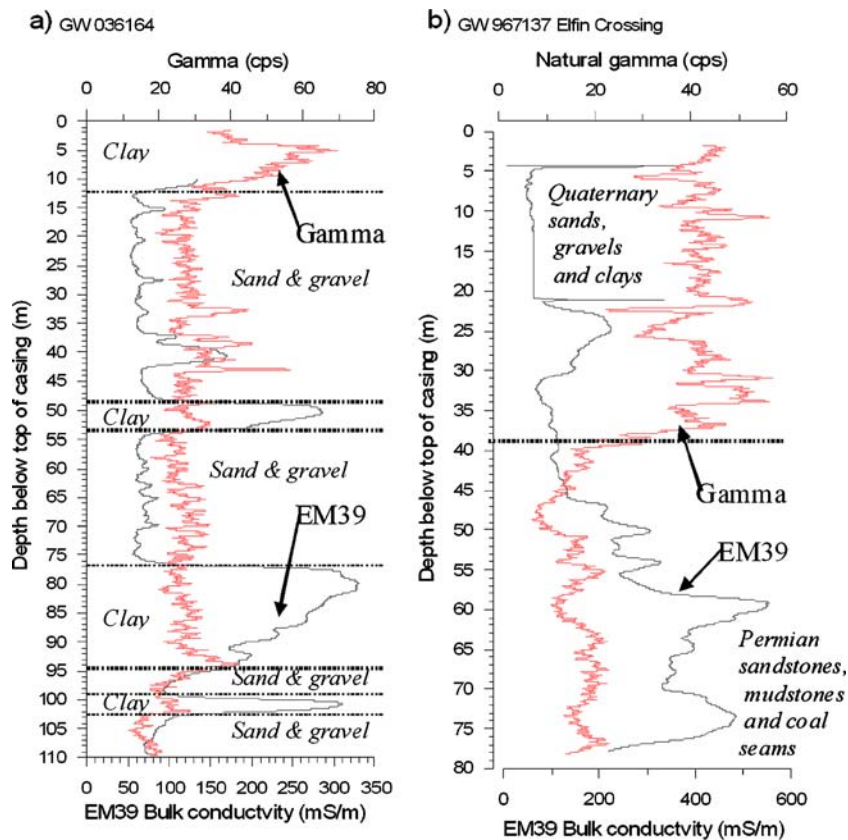 a) GW 036164
Gamma (cps)
0 20 40 60 80
0
5
10
15
20
25
30
35
40
45
50
55
60
65
70
75
80
85
90
95
100
105
110
Depth below top of casing (m)
Clay
Gamma
Sand & gravel
Clay
Sand & gravel
EM39
Clay
Sand & gravel
Clay
Sand & gravel
0 50 100 150 200 250 300 350
EM39 Bulk conductvity (mS/m)
b) GW 967137 Elfin Crossing
Natural gamma (cps)
0 20 40 60
0
5
10
15
20
25
30
35
40
45
50
55
60
65
70
75
80
Depth below top of casing (m)
Quaternary
sands,
gravels
and clays
Gamma
EM39
Permian
sandstones,
mudstones
and coal
seams
0 200 400 600
EM39 Bulk conductvity (mS/m)